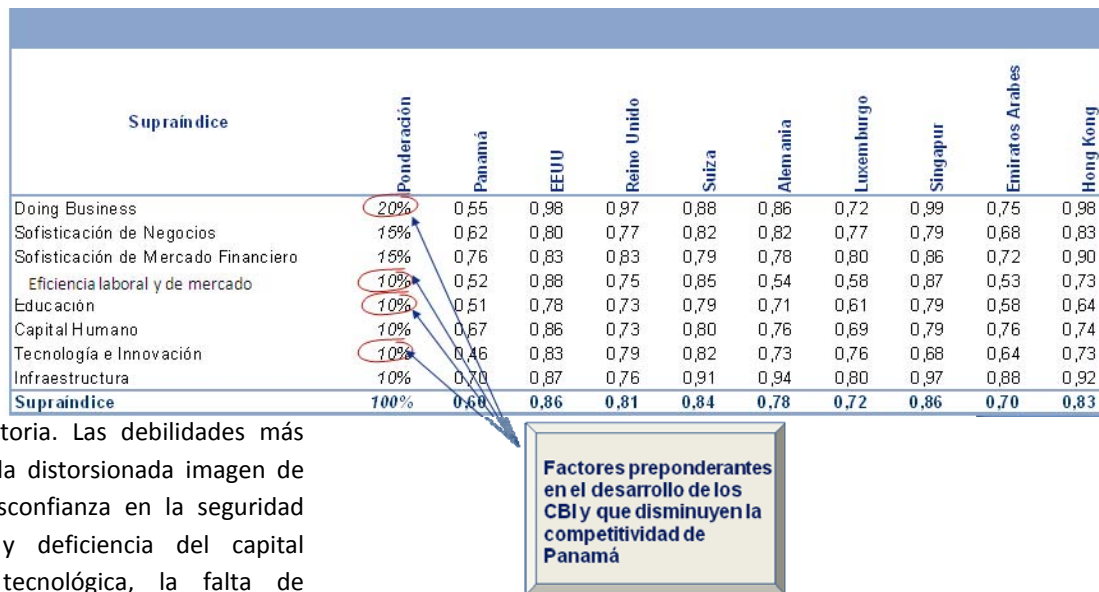 Supraíndice Ponderación Panamá EEUU Reino Unido Suiza Alemania Luxemburgo Singapur Emiratos Arabes Hong Kong
Doing Business 20% 0,55 0,98 0,97 0,88 0,86 0,72 0,99 0,75 0,98
Sofisticación de Negocios 15% 0,62 0,80 0,77 0,82 0,82 0,77 0,79 0,68 0,83
Sofisticación de Mercado Financiero 15% 0,76 0,83 0,83 0,79 0,78 0,80 0,86 0,72 0,90
Eficiencia laboral y de mercado 10% 0,52 0,88 0,75 0,85 0,54 0,58 0,87 0,53 0,73
Educación 10% 0,51 0,78 0,73 0,79 0,71 0,61 0,79 0,58 0,64
Capital Humano 10% 0,67 0,86 0,73 0,80 0,76 0,69 0,79 0,76 0,74
Tecnología e Innovación 10% 0,46 0,83 0,79 0,82 0,73 0,76 0,68 0,64 0,73
Infraestructura 10% 0,70 0,87 0,76 0,91 0,94 0,80 0,97 0,88 0,92
Supraíndice 100% 0,60 0,86 0,81 0,84 0,78 0,72 0,86 0,70 0,83
toria. Las debilidades más
la distorsionada imagen de
sconfianza en la seguridad
y deficiencia del capital
tecnológica, la falta de
Factores preponderantes
en el desarrollo de los
CBI y que disminuyen la
competitividad de
Panamá